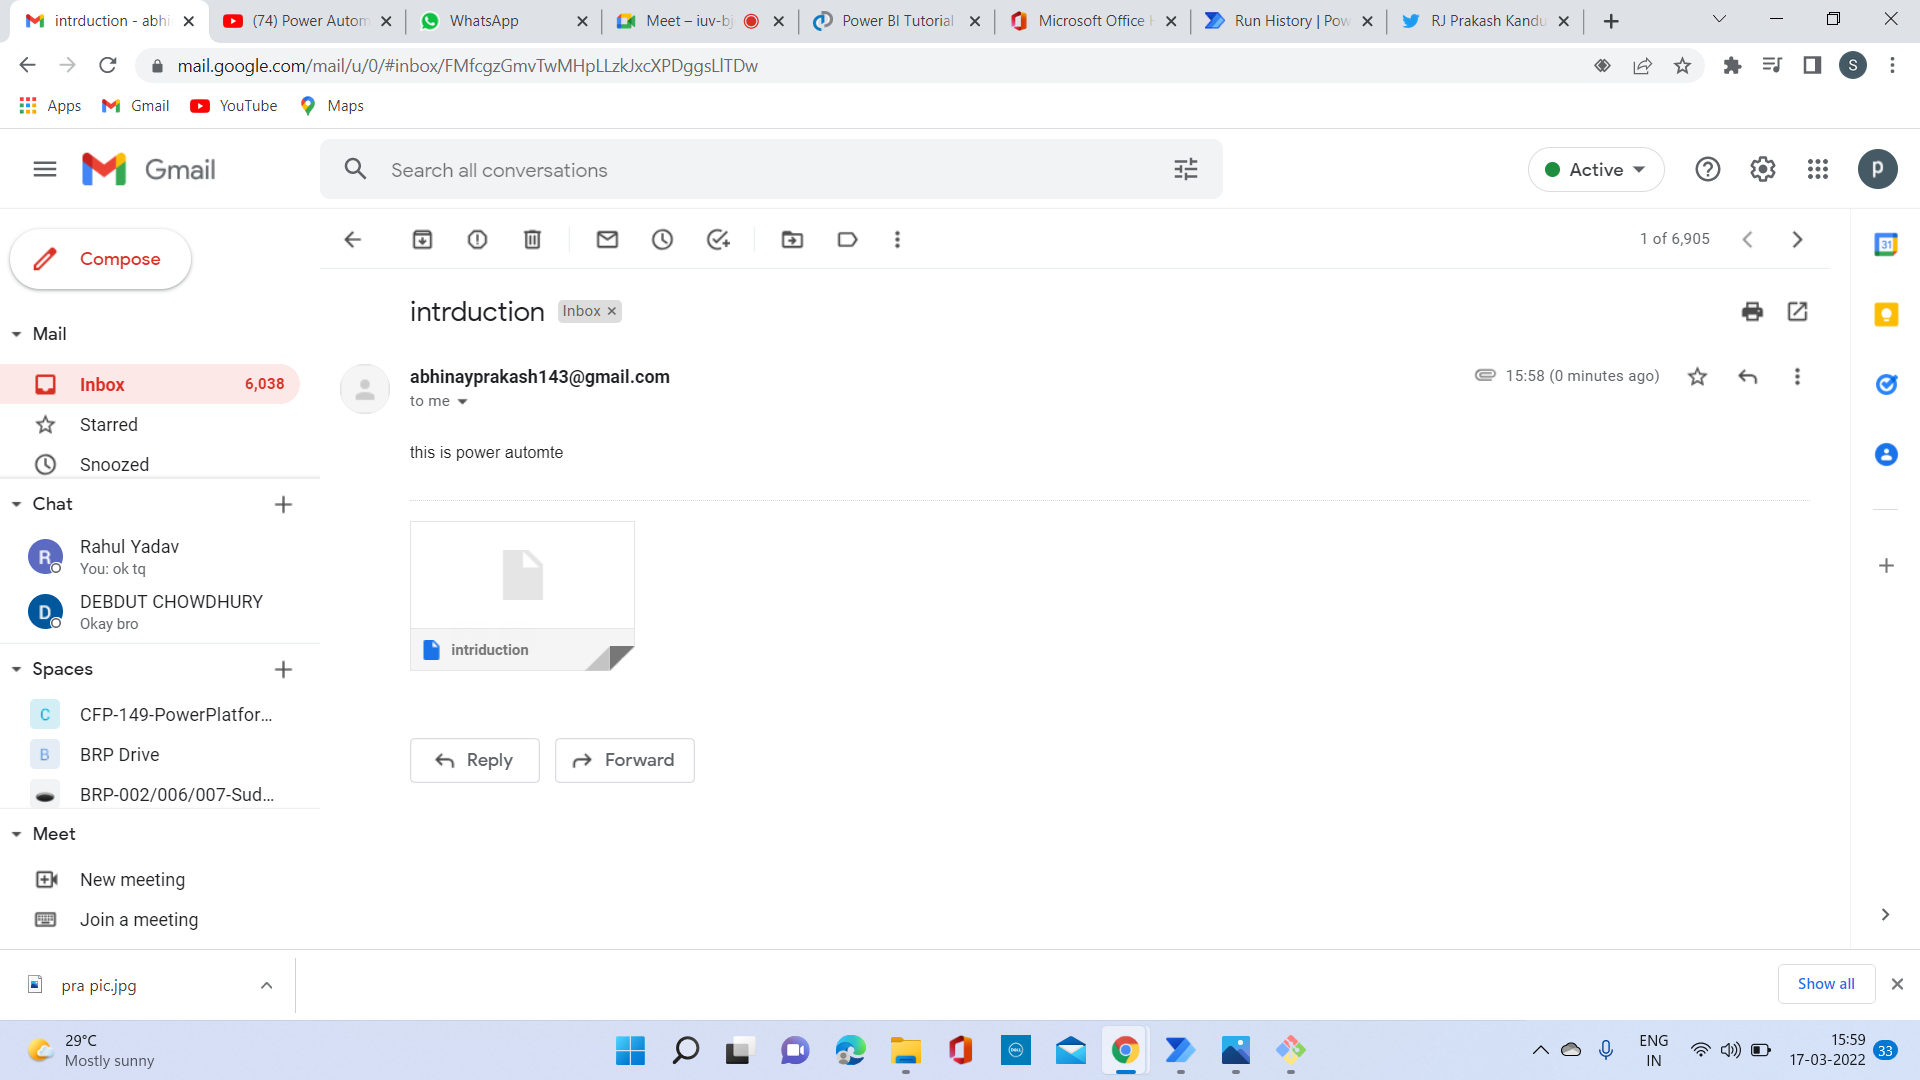 intrduction - abhi
(74) Power Autom
WhatsApp
Meet – iuv-bj
Power BI Tutorial
Microsoft Office H
Run History | Pow
RJ Prakash Kandu
mail.google.com/mail/u/0/#inbox/FMfcgzGmvTwMHpLLzkJxcXPDggsLlTDw
S
Apps
Gmail
YouTube
Maps
Gmail
Search all conversations
Active
p
Compose
1 of 6,905
31
Mail
Inbox 6,038
Starred
Snoozed
Chat
R
Rahul Yadav
You: ok tq
D
DEBDUT CHOWDHURY
Okay bro
Spaces
C CFP-149-PowerPlatfor...
B BRP Drive
BRP-002/006/007-Sud...
Meet
New meeting
Join a meeting
intrduction Inbox ×
abhinayprakash143@gmail.com
15:58 (0 minutes ago)
to me
this is power automte
intriduction
Reply
Forward
pra pic.jpg
Show all
29°C
Mostly sunny
DELL
ENG
IN
15:59
17-03-2022
33